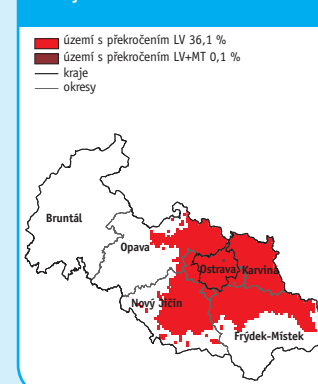 území s překročením LV 36,1 %
území s překročením LV+MT 0,1 %
kraje
okresy
Bruntál
Opava
Ostrava
Karviná
Nový Jičín
Frýdek-Místek